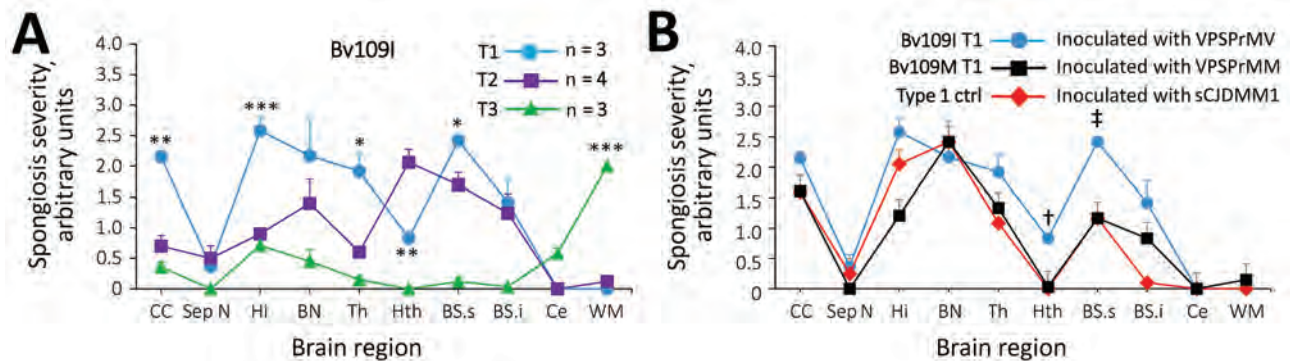 A
Bv109I
T1 n = 3
T2 n = 4
T3 n = 3
Spongiosis severity,
arbitrary units
4.0
3.5
3.0
2.5
2.0
1.5
1.0
0.5
0
**
***
*
**
*
***
CC Sep N Hi BN Th Hth BS.s BS.i Ce WM
Brain region
B
Bv109I T1 Inoculated with VPSPrMV
Bv109M T1 Inoculated with VPSPrMM
Type 1 ctrl Inoculated with sCJDMM1
Spongiosis severity,
arbitrary units
4.0
3.5
3.0
2.5
2.0
1.5
1.0
0.5
0
†
‡
CC Sep N Hi BN Th Hth BS.s BS.i Ce WM
Brain region